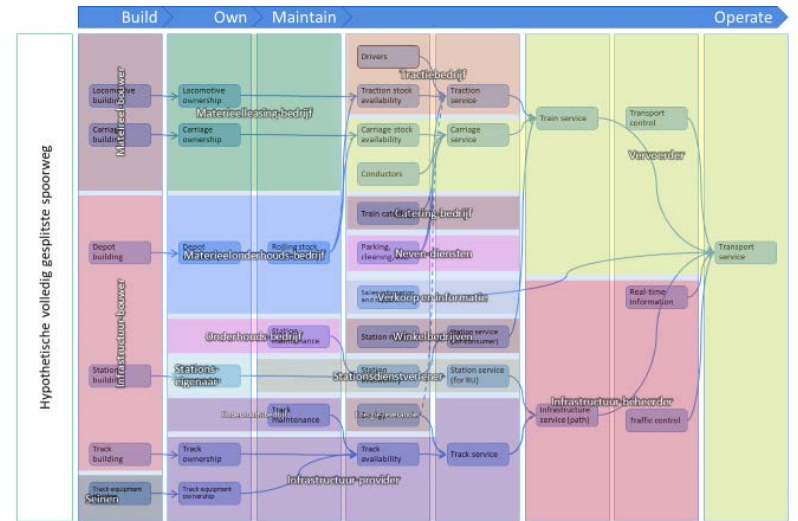 Build Own Maintain Operate
Hypothetische volledig gesplitste spoorweg
Drivers
Tractiebedrijf
Materieel-bouwer
Locomotive
building
Locomotive
ownership
Materieelleasing-bedrijf
Traction stock
availability
Traction
service
Carriage
building
Carriage
ownership
Carriage stock
availability
Carriage
service
Train service
Transport
control
Vervoerder
Conductors
Train
Catering-bedrijf
Infrastructuur-bouwer
Depot
building
Depot
Materieelonderhouds-bedrijf
Rolling stock
Parking,
cleaning,
Neven-diensten
Transport
service
Verkoop en informatie
Real-time
information
Onderhouds-bedrijf
Station
maintenance
Station
Winkelbedrijven
Station service
Station
building
Stations-
eigenaar
Station
Stationsdienstverlener
Station service
(for RU)
Infrastructuur-beheerder
Infrastructure
service (path)
Traffic control
Track
maintenance
Track
building
Track
ownership
Track
availability
Track service
Infrastructuur-provider
Track equipment
Seinen
Track equipment
ownership